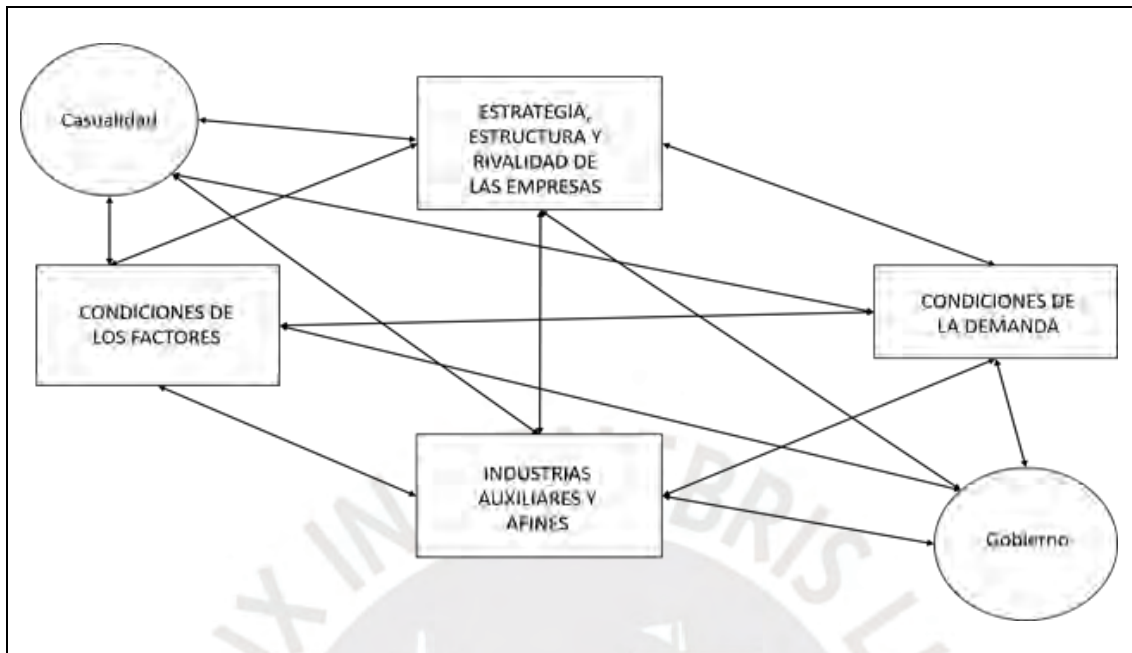 Casualidad
ESTRATEGIA,
ESTRUCTURA Y
RIVALIDAD DE
LAS EMPRESAS
CONDICIONES DE
LOS FACTORES
CONDICIONES DE
LA DEMANDA
INDUSTRIAS
AUXILIARES Y
AFINES
Gobierno